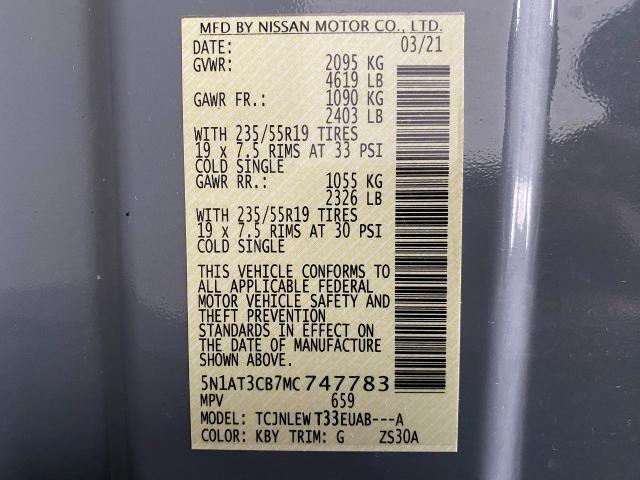 MFD BY NISSAN MOTOR CO., LTD.
DATE: 03/21
GVWR: 2095 KG
4619 LB
GAWR FR.: 1090 KG
2403 LB
WITH 235/55R19 TIRES
19 x 7.5 RIMS AT 33 PSI
COLD SINGLE
GAWR RR.: 1055 KG
2326 LB
WITH 235/55R19 TIRES
19 x 7.5 RIMS AT 30 PSI
COLD SINGLE
THIS VEHICLE CONFORMS TO
ALL APPLICABLE FEDERAL
MOTOR VEHICLE SAFETY AND
THEFT PREVENTION
STANDARDS IN EFFECT ON
THE DATE OF MANUFACTURE
SHOWN ABOVE.
5N1AT3CB7MC747783
MPV 659
MODEL: TCJNLEWT33EUAB---A
COLOR: KBY TRIM: G ZS30A